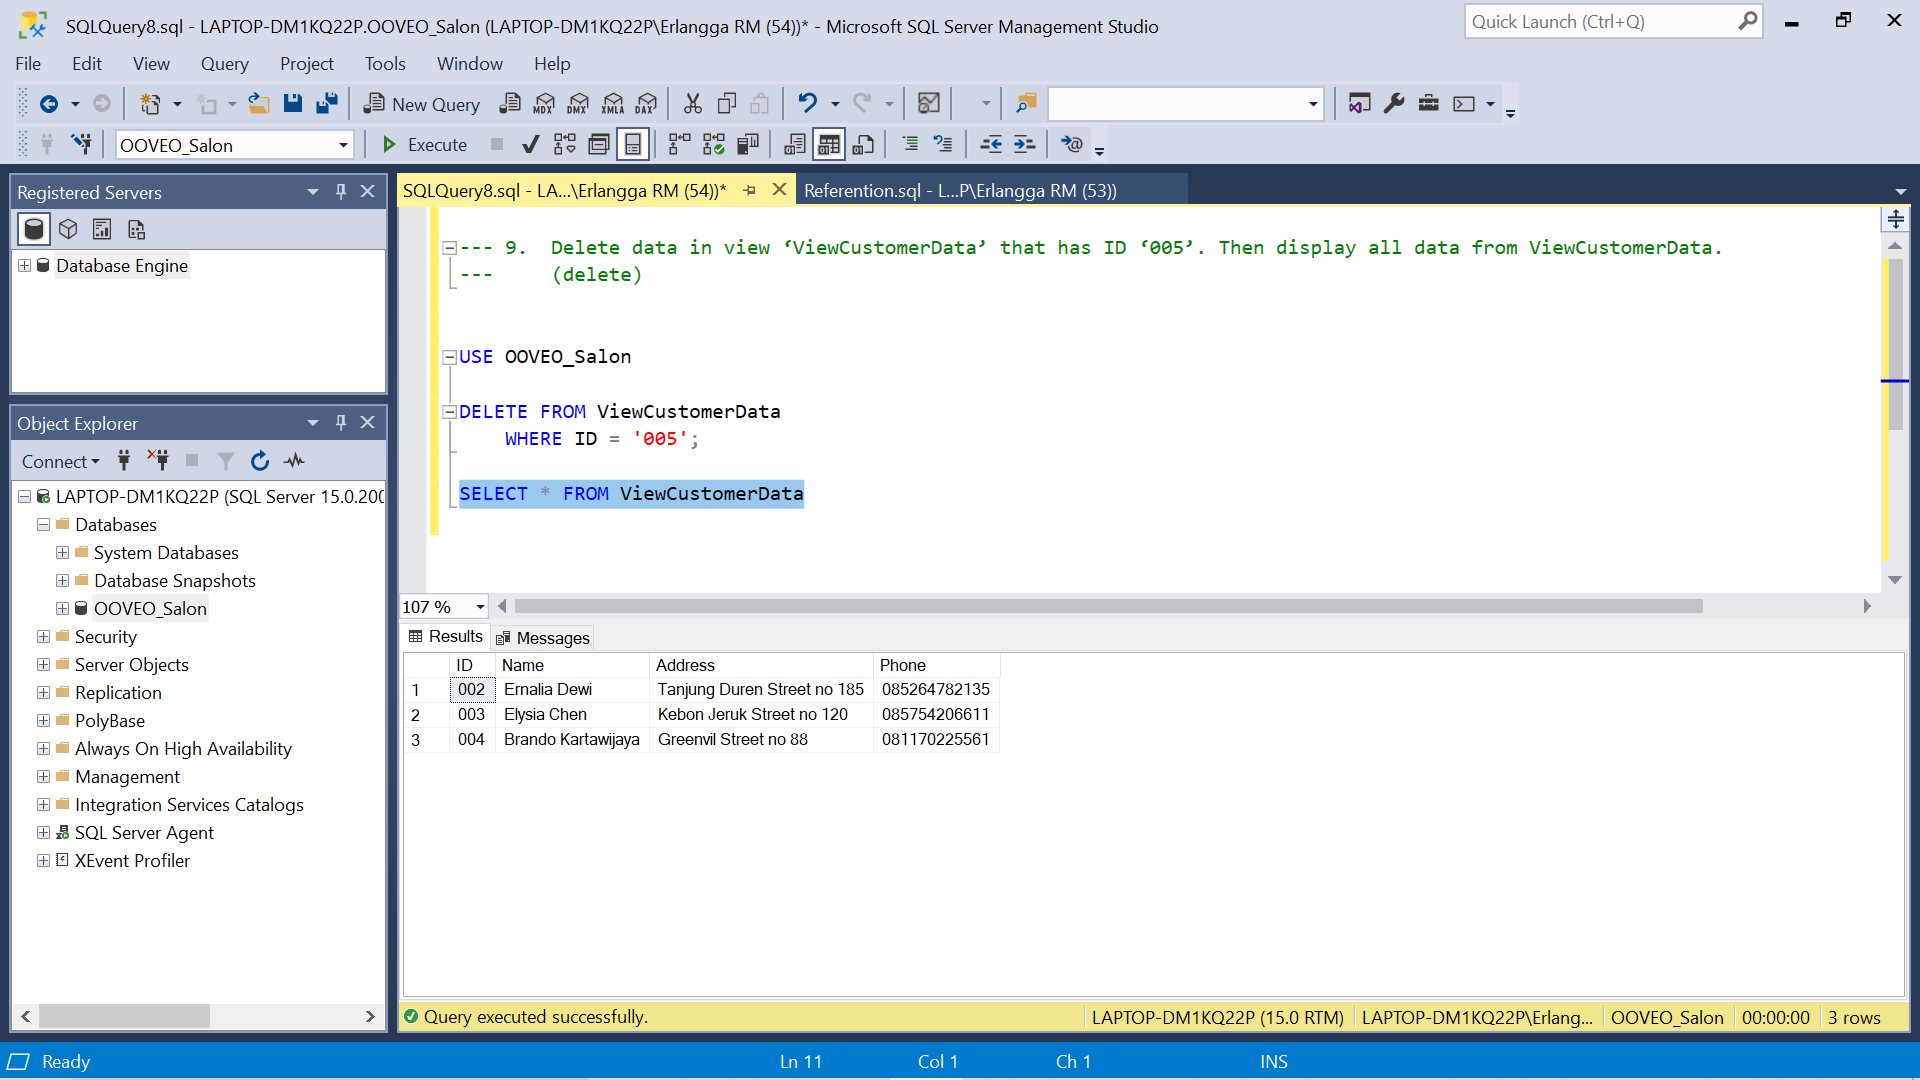 SQLQuery8.sql - LAPTOP-DM1KQ22P.OOVEO_Salon (LAPTOP-DM1KQ22P\Erlangga RM (54))* - Microsoft SQL Server Management Studio
Quick Launch (Ctrl+Q)
File Edit View Query Project Tools Window Help
New Query MDX DMX XMLA DAX
OOVEO_Salon Execute
Registered Servers
Database Engine
Object Explorer
Connect
LAPTOP-DM1KQ22P (SQL Server 15.0.200
Databases
System Databases
Database Snapshots
OOVEO_Salon
Security
Server Objects
Replication
PolyBase
Always On High Availability
Management
Integration Services Catalogs
SQL Server Agent
XEvent Profiler
SQLQuery8.sql - LA...\Erlangga RM (54))* Referention.sql - L...P\Erlangga RM (53))
--- 9. Delete data in view ‘ViewCustomerData’ that has ID ‘005’. Then display all data from ViewCustomerData.
--- (delete)
USE OOVEO_Salon
DELETE FROM ViewCustomerData
WHERE ID = '005';
SELECT * FROM ViewCustomerData
107 %
Results Messages
ID Name Address Phone
1 002 Ernalia Dewi Tanjung Duren Street no 185 085264782135
2 003 Elysia Chen Kebon Jeruk Street no 120 085754206611
3 004 Brando Kartawijaya Greenvil Street no 88 081170225561
Query executed successfully. LAPTOP-DM1KQ22P (15.0 RTM) LAPTOP-DM1KQ22P\Erlang... OOVEO_Salon 00:00:00 3 rows
Ready Ln 11 Col 1 Ch 1 INS